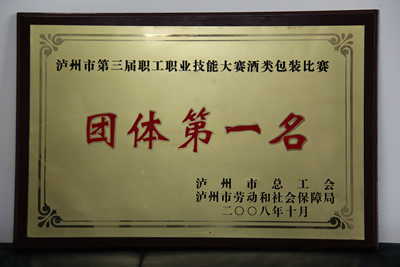 泸州市第三届职工职业技能大赛酒类包装比赛
团体第一名
泸州市总工会
泸州市劳动和社会保障局
二〇〇八年十月